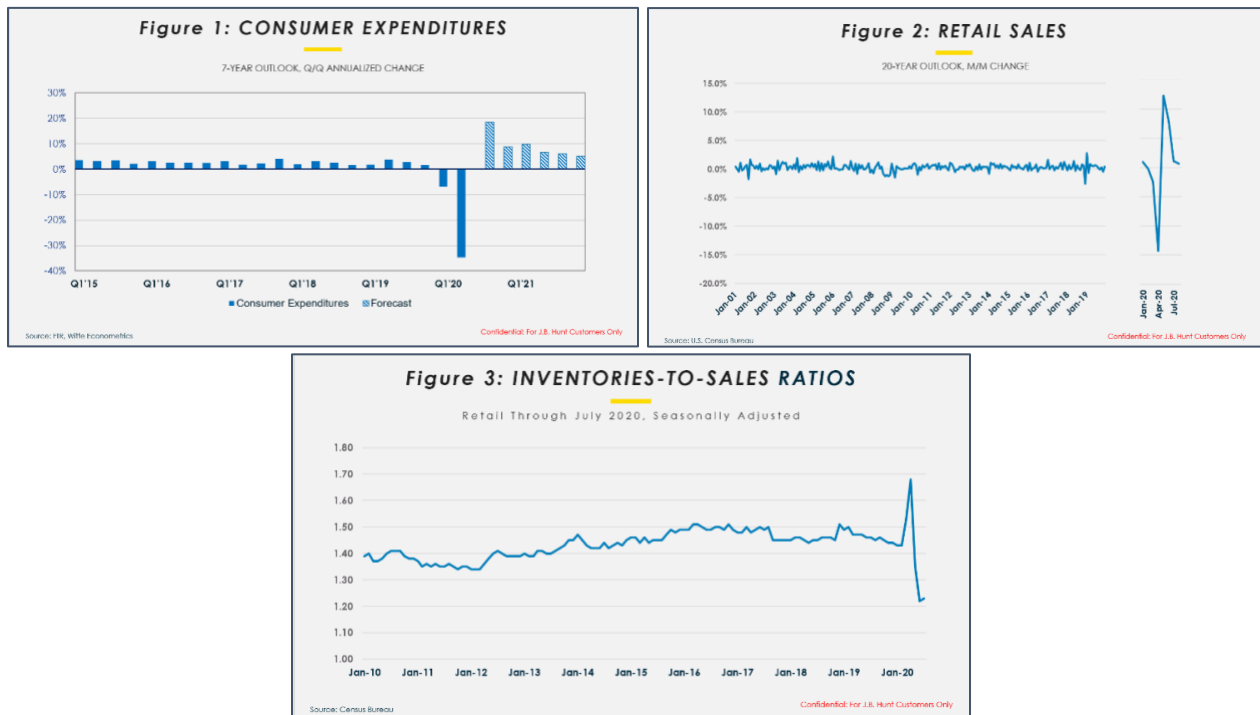 Figure 1: CONSUMER EXPENDITURES
7-YEAR OUTLOOK, Q/Q ANNUALIZED CHANGE
30%
20%
10%
0%
-10%
-20%
-30%
-40%
Q1'15 Q1'16 Q1'17 Q1'18 Q1'19 Q1'20 Q1'21
Consumer Expenditures Forecast
Source: FTR, Witte Econometrics
Confidential: For J.B. Hunt Customers Only
Figure 2: RETAIL SALES
20-YEAR OUTLOOK, M/M CHANGE
15.0%
10.0%
5.0%
0.0%
-5.0%
-10.0%
-15.0%
-20.0%
Jan-01 Jan-02 Jan-03 Jan-04 Jan-05 Jan-06 Jan-07 Jan-08 Jan-09 Jan-10 Jan-11 Jan-12 Jan-13 Jan-14 Jan-15 Jan-16 Jan-17 Jan-18 Jan-19
Jan-20 Apr-20 Jul-20
Source: U.S. Census Bureau
Confidential: For J.B. Hunt Customers Only
Figure 3: INVENTORIES-TO-SALES RATIOS
Retail Through July 2020, Seasonally Adjusted
1.80
1.70
1.60
1.50
1.40
1.30
1.20
1.10
1.00
Jan-10 Jan-11 Jan-12 Jan-13 Jan-14 Jan-15 Jan-16 Jan-17 Jan-18 Jan-19 Jan-20
Source: Census Bureau
Confidential: For J.B. Hunt Customers Only